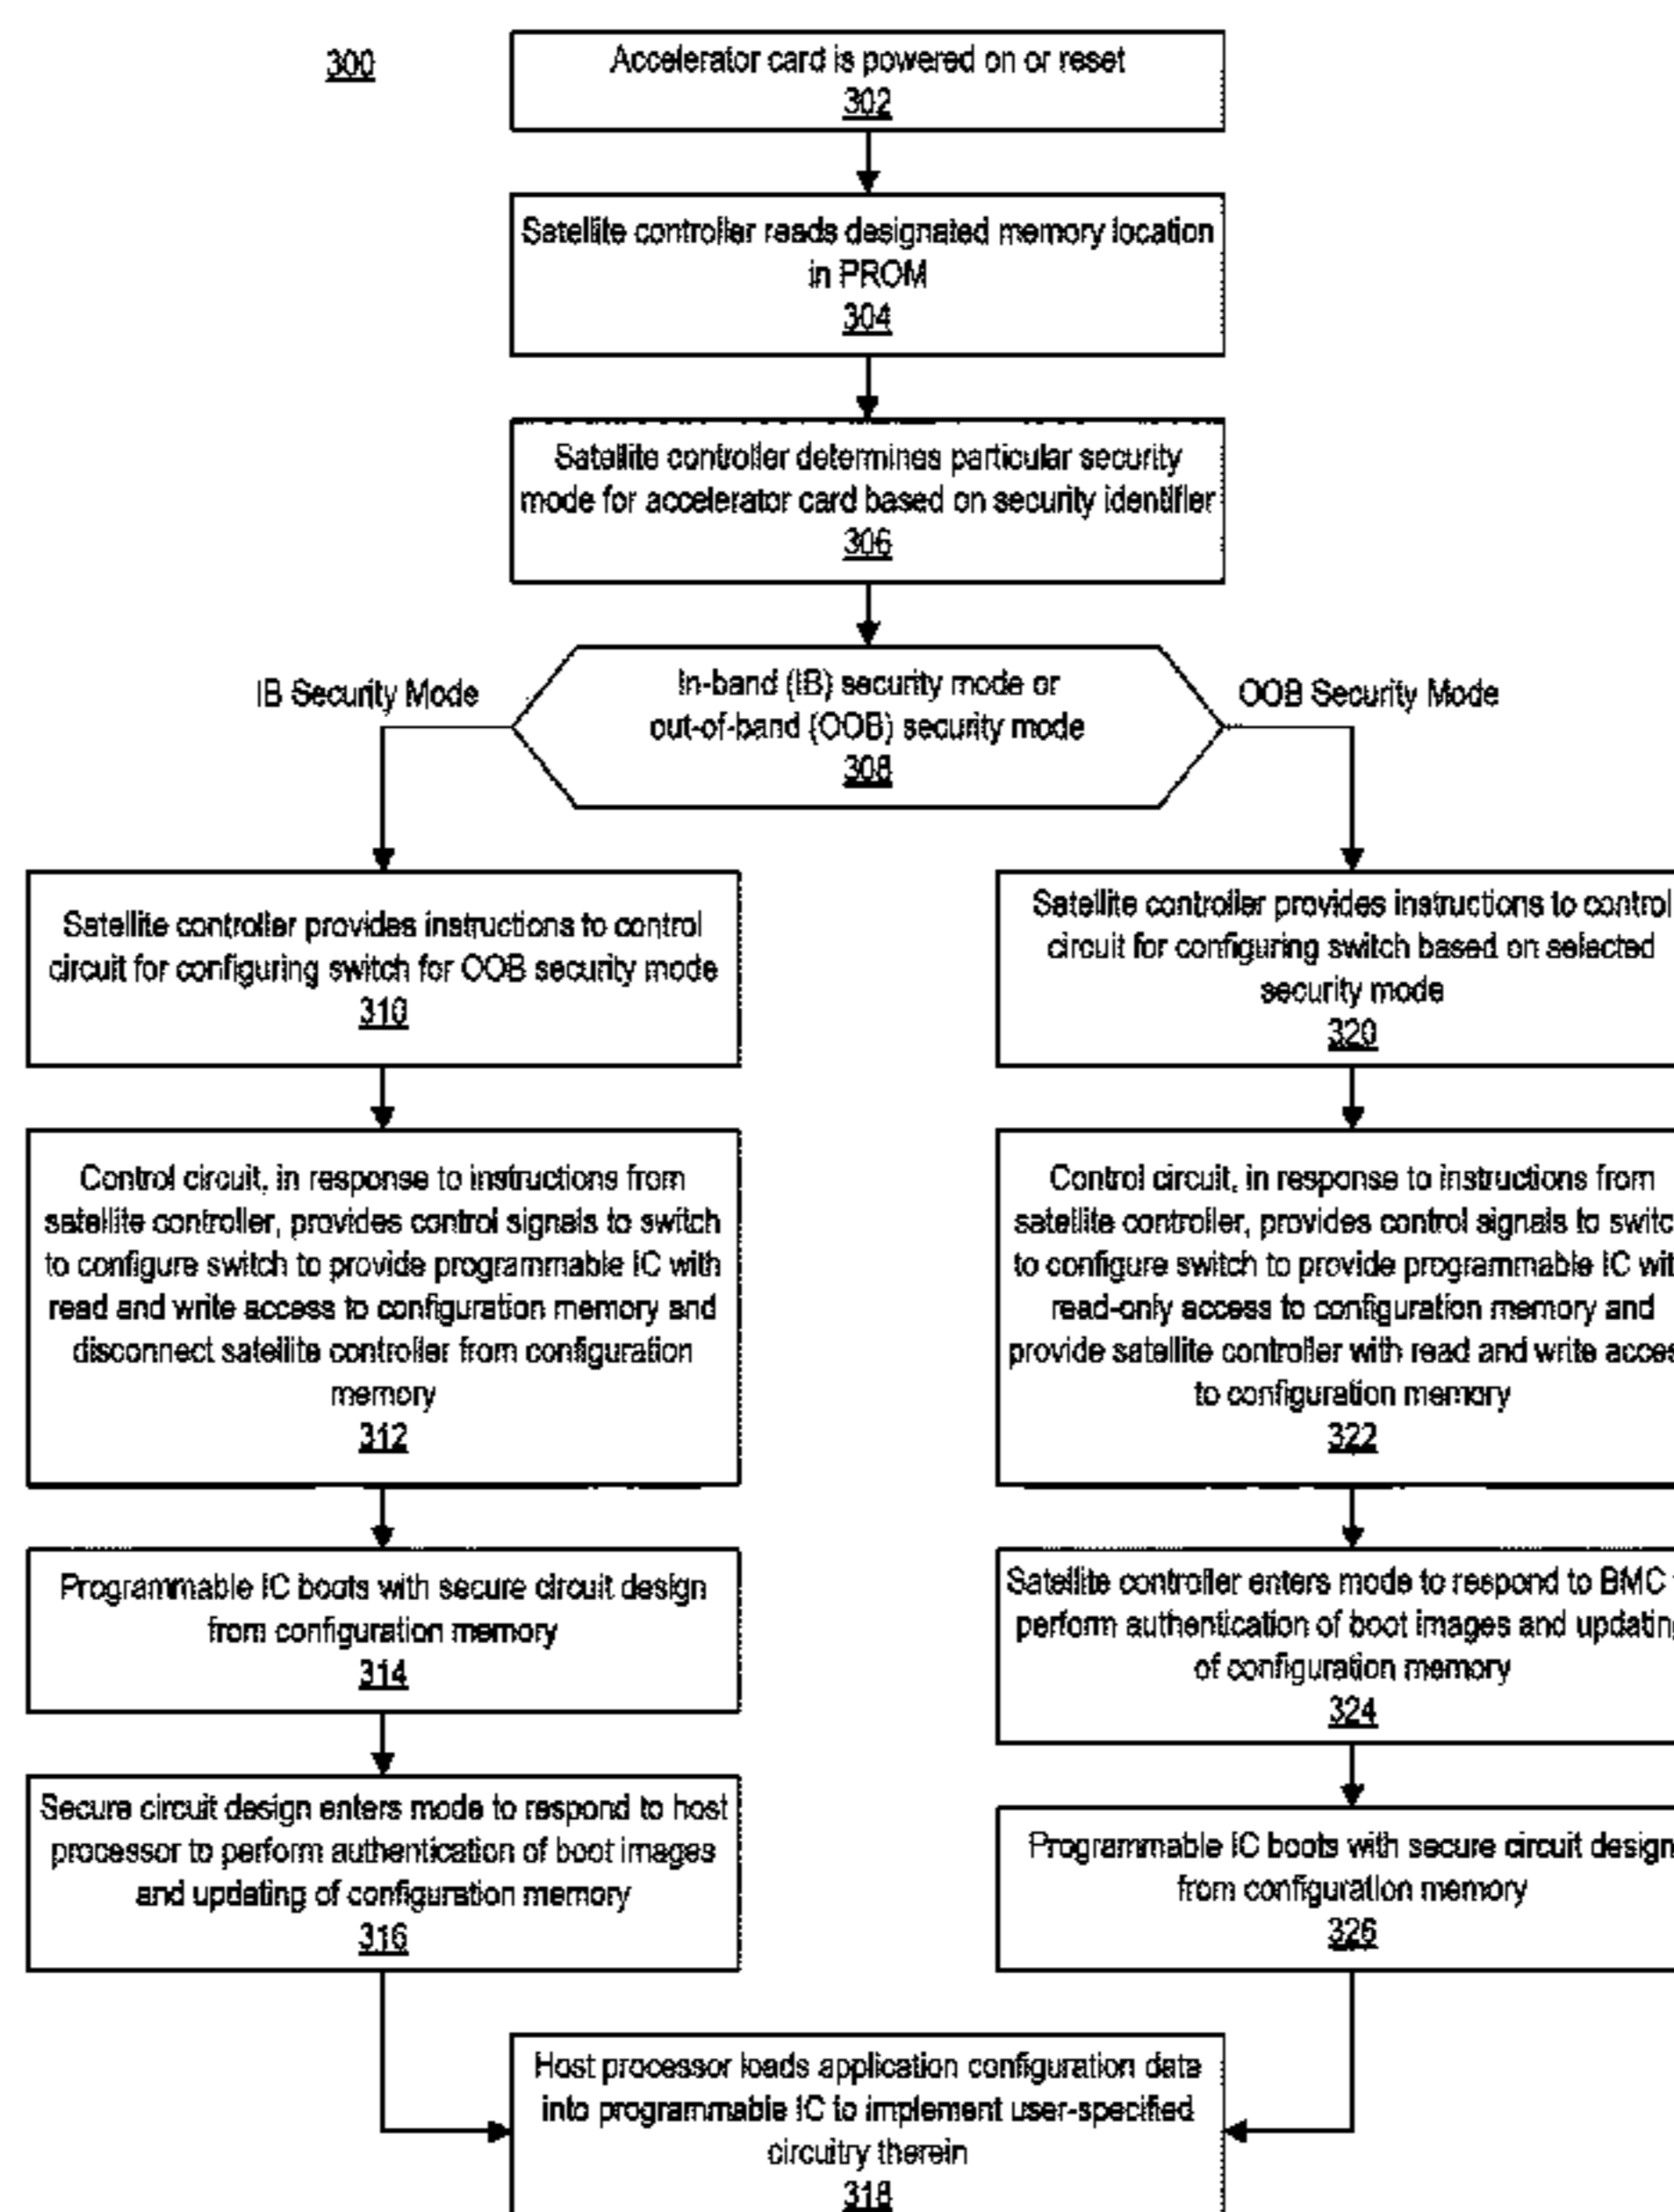 300
Accelerator card is powered on or reset
302
Satellite controller reads designated memory location
in PROM
304
Satellite controller determines particular security
mode for accelerator card based on security identifier
306
In-band (IB) security mode or
out-of-band (OOB) security mode
308
IB Security Mode
OOB Security Mode
Satellite controller provides instructions to control
circuit for configuring switch for OOB security mode
310
Control circuit, in response to instructions from
satellite controller, provides control signals to switch
to configure switch to provide programmable IC with
read and write access to configuration memory and
disconnect satellite controller from configuration
memory
312
Programmable IC boots with secure circuit design
from configuration memory
314
Secure circuit design enters mode to respond to host
processor to perform authentication of boot images
and updating of configuration memory
316
Satellite controller provides instructions to control
circuit for configuring switch based on selected
security mode
320
Control circuit, in response to instructions from
satellite controller, provides control signals to switc
to configure switch to provide programmable IC wit
read-only access to configuration memory and
provide satellite controller with read and write acces
to configuration memory
322
Satellite controller enters mode to respond to BMC
perform authentication of boot images and updatin
of configuration memory
324
Programmable IC boots with secure circuit design
from configuration memory
326
Host processor loads application configuration data
into programmable IC to implement user-specified
circuitry therein
318